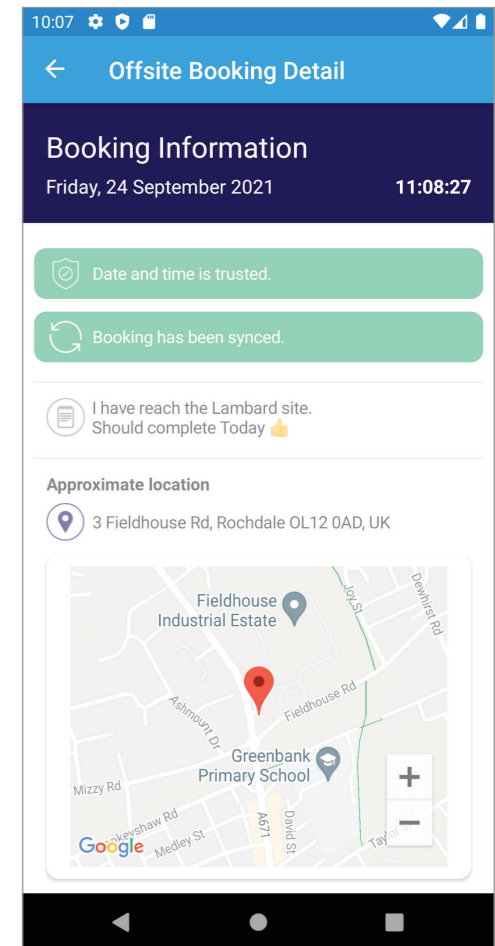 10:07
Offsite Booking Detail
Booking Information
Friday, 24 September 2021 11:08:27
Date and time is trusted.
Booking has been synced.
I have reach the Lambard site.
Should complete Today 👍
Approximate location
3 Fieldhouse Rd, Rochdale OL12 0AD, UK
Fieldhouse
Industrial Estate
Joy St
Dewhirst Rd
Ashmount Dr
Fieldhouse Rd
Greenbank
Primary School
Mizzy Rd
+
−
A671
David St
Medley St
Google